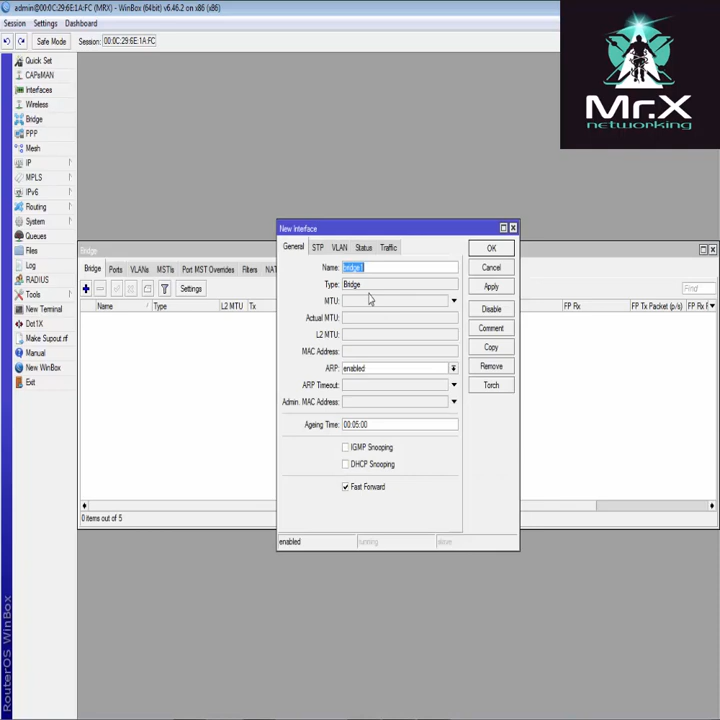 admin@00:0C:29:6E:1A:FC (MRX) - WinBox (64bit) v6.46.2 on x86 (x86)
Session Settings Dashboard
Safe Mode Session: 00:0C:29:6E:1A:FC
Mr.X
networking
Quick Set
CAPsMAN
Interfaces
Wireless
Bridge
PPP
Mesh
IP
MPLS
IPv6
Routing
System
Queues
Files
Log
RADIUS
Tools
New Terminal
Dot1X
Make Supout.rif
Manual
New WinBox
Exit
RouterOS WinBox
Bridge
Bridge Ports VLANs MSTIs Port MST Overrides Filters NAT
Settings
Find
Name Type L2 MTU Tx FP Rx FP Tx Packet (p/s) FP Rx
0 items out of 5
New Interface
General STP VLAN Status Traffic
Name: bridge1
Type: Bridge
MTU:
Actual MTU:
L2 MTU:
MAC Address:
ARP: enabled
ARP Timeout:
Admin. MAC Address:
Ageing Time: 00:05:00
IGMP Snooping
DHCP Snooping
Fast Forward
OK
Cancel
Apply
Disable
Comment
Copy
Remove
Torch
enabled running slave